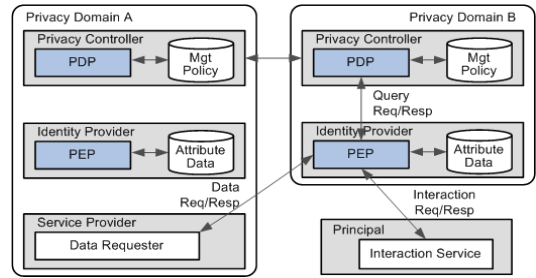 Privacy Domain A
Privacy Controller
PDP
Mgt
Policy
Identity Provider
PEP
Attribute
Data
Data
Req/Resp
Service Provider
Data Requester
Privacy Domain B
Privacy Controller
PDP
Mgt
Policy
Query
Req/Resp
Identity Provider
PEP
Attribute
Data
Interaction
Req/Resp
Principal
Interaction Service